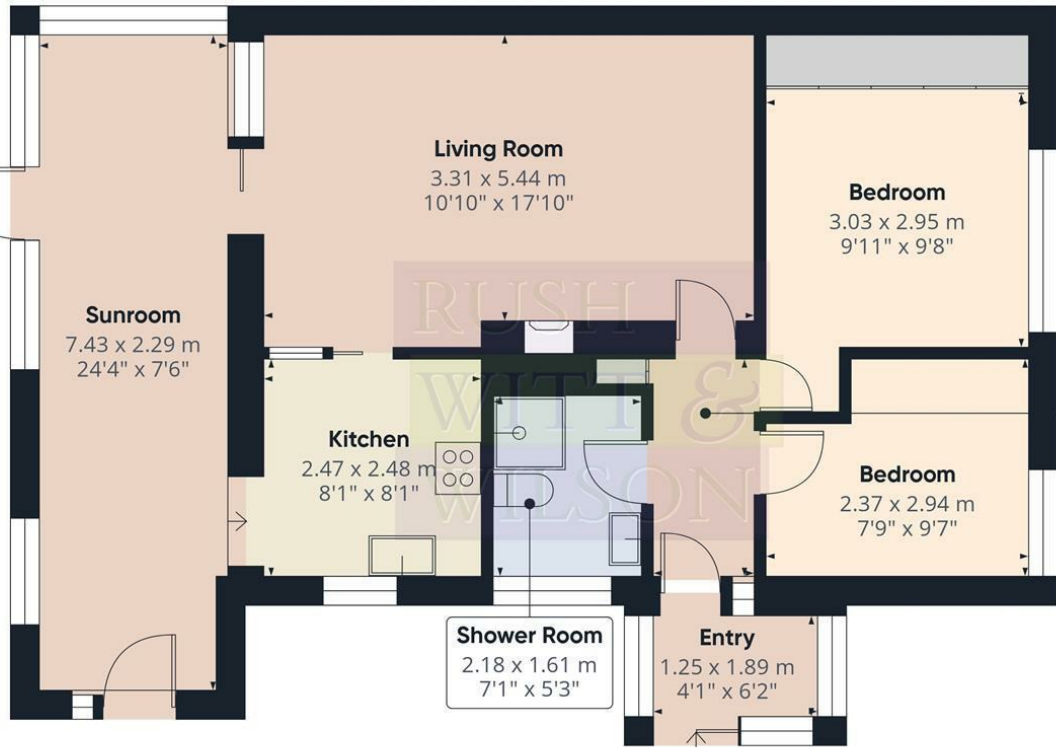 Living Room
3.31 x 5.44 m
10'10" x 17'10"
Bedroom
3.03 x 2.95 m
9'11" x 9'8"
Sunroom
7.43 x 2.29 m
24'4" x 7'6"
RUSH
WITT &
WILSON
Kitchen
2.47 x 2.48 m
8'1" x 8'1"
Bedroom
2.37 x 2.94 m
7'9" x 9'7"
Shower Room
2.18 x 1.61 m
7'1" x 5'3"
Entry
1.25 x 1.89 m
4'1" x 6'2"